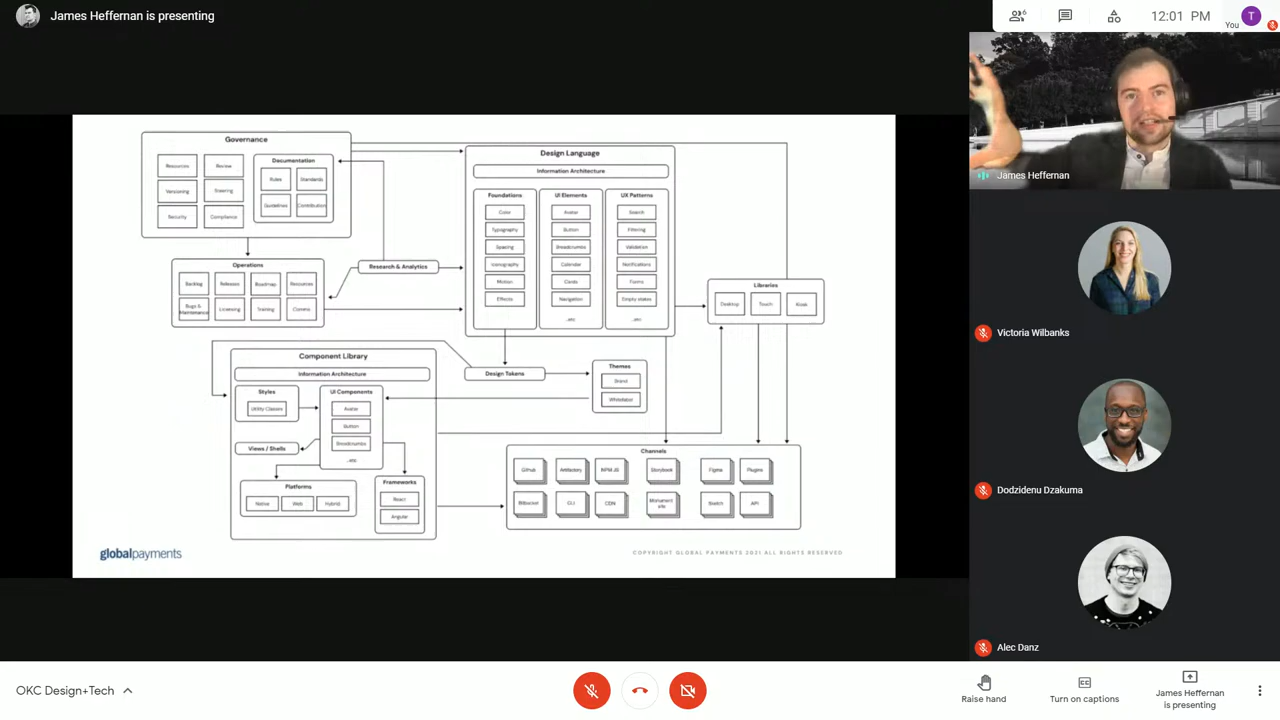 James Heffernan is presenting
6
12:01 PM
You
T
Governance
Resources
Review
Versioning
Steering
Security
Compliance
Documentation
Rules
Standards
Guidelines
Contribution
Operations
Backlog
Releases
Roadmap
Resources
Bugs & Maintenance
Licensing
Training
Comms
Research & Analytics
Design Language
Information Architecture
Foundations
Color
Typography
Spacing
Iconography
Motion
Effects
UI Elements
Avatar
Button
Breadcrumbs
Calendar
Cards
Navigation
...etc
UX Patterns
Search
Filtering
Validation
Notifications
Forms
Empty states
...etc
Libraries
Desktop
Touch
Kiosk
Component Library
Information Architecture
Styles
Utility Classes
UI Components
Avatar
Button
Breadcrumbs
...etc
Views / Shells
Platforms
Native
Web
Hybrid
Frameworks
React
Angular
Design Tokens
Themes
Brand
Whitelabel
Channels
Github
Artifactory
NPM JS
Storybook
Figma
Plugins
Bitbucket
CLI
CDN
Monument site
Sketch
API
globalpayments
COPYRIGHT GLOBAL PAYMENTS 2021 ALL RIGHTS RESERVED
James Heffernan
Victoria Wilbanks
Dodzidenu Dzakuma
Alec Danz
OKC Design+Tech
Raise hand
CC
Turn on captions
James Heffernan
is presenting